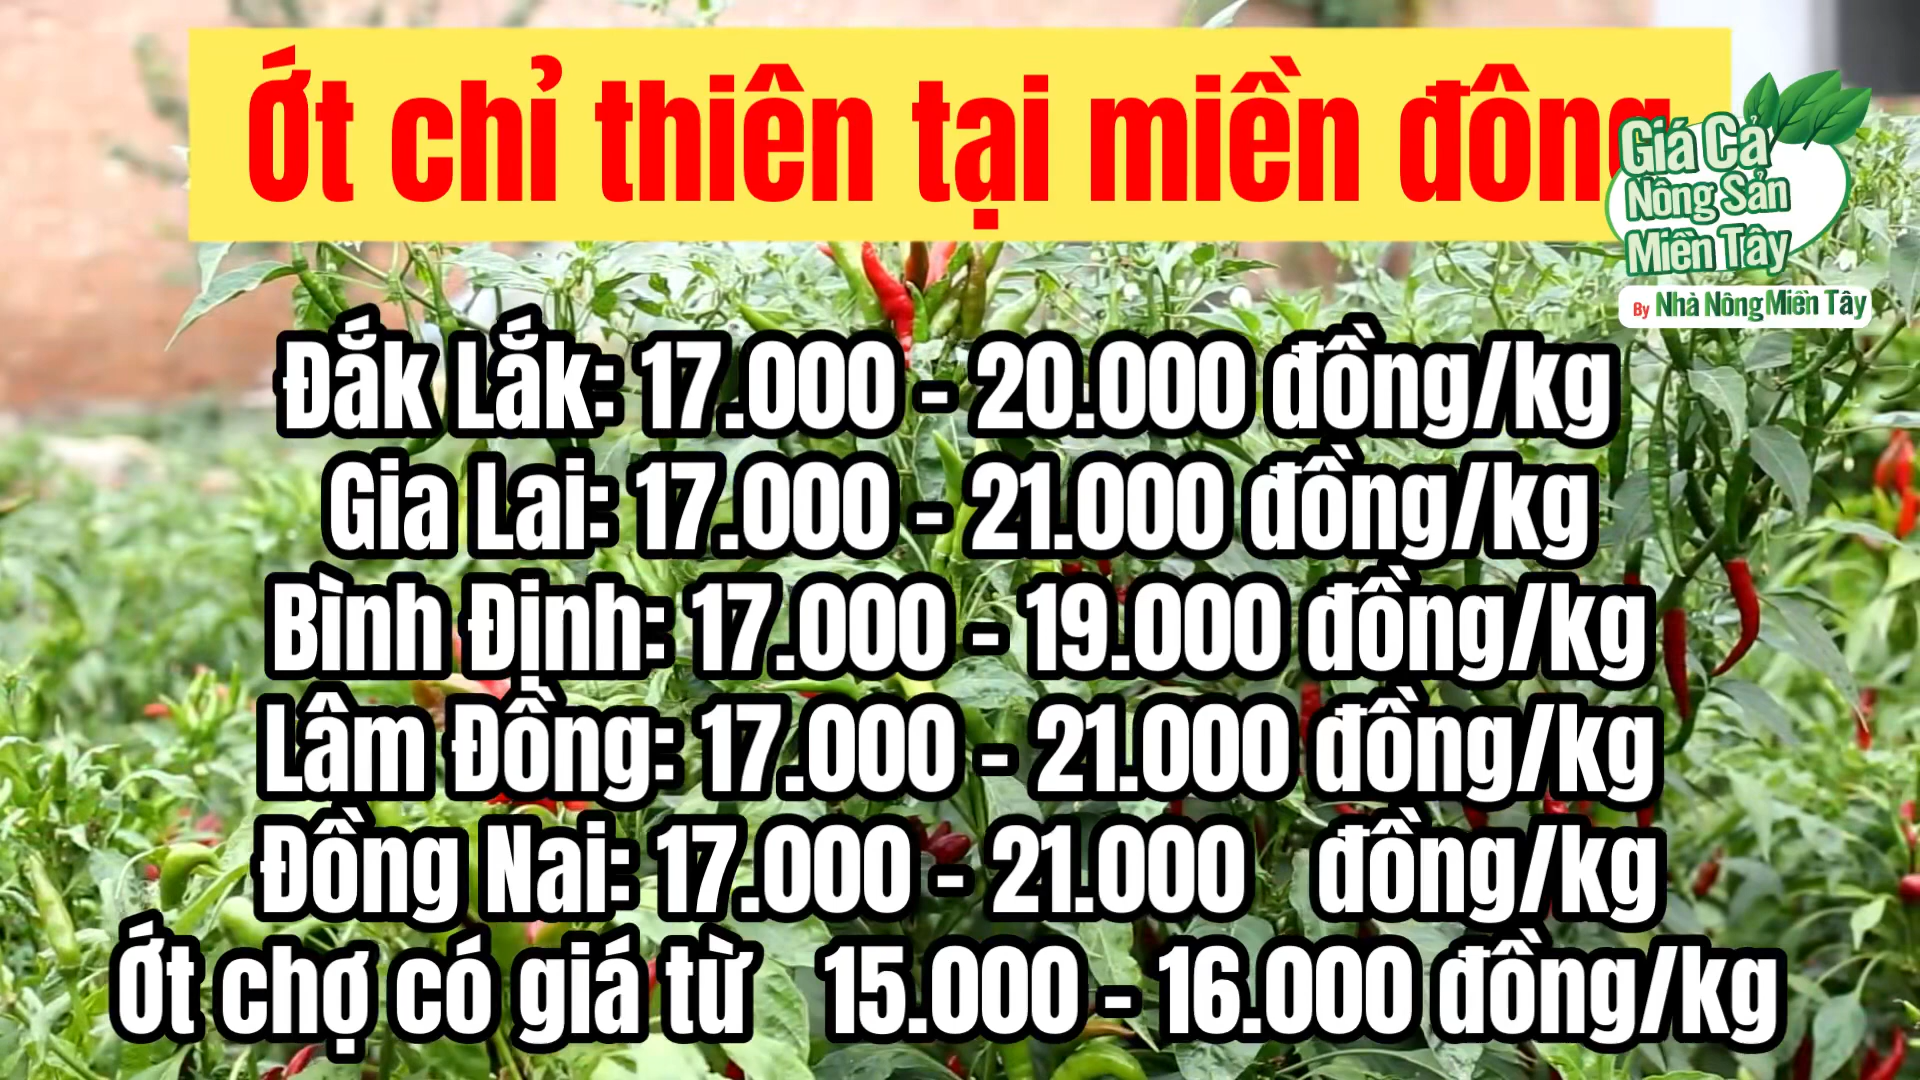 Ớt chỉ thiên tại miền đông
Giá Cả
Nông Sản
Miền Tây
By Nhà Nông Miền Tây
Đắk Lắk: 17.000 - 20.000 đồng/kg
Gia Lai: 17.000 - 21.000 đồng/kg
Bình Định: 17.000 - 19.000 đồng/kg
Lâm Đồng: 17.000 - 21.000 đồng/kg
Đồng Nai: 17.000 - 21.000 đồng/kg
Ớt chợ có giá từ 15.000 - 16.000 đồng/kg